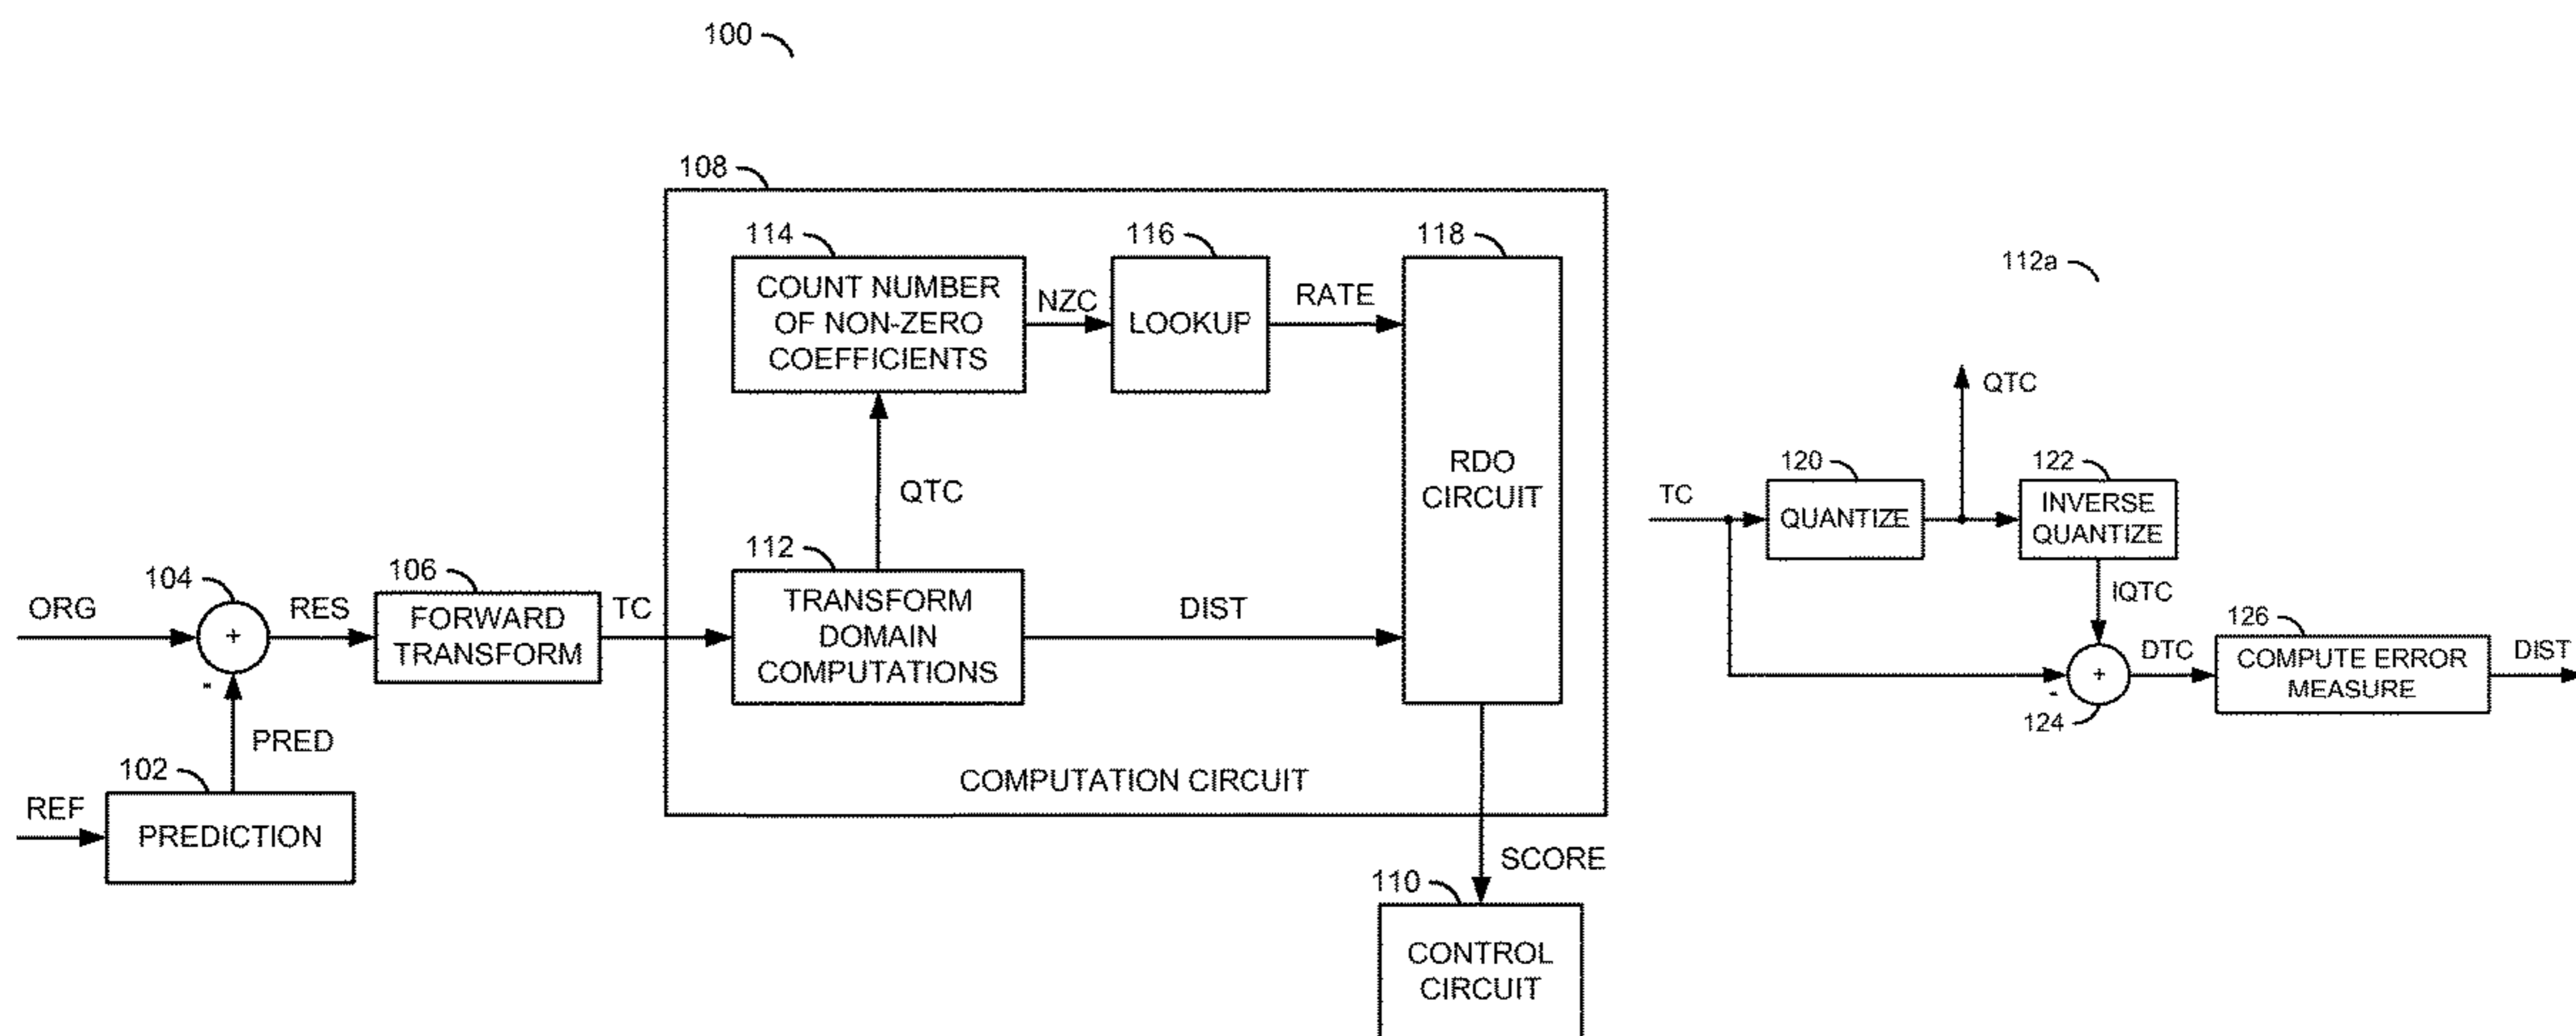 100
108
114
COUNT NUMBER
OF NON-ZERO
COEFFICIENTS
NZC
116
LOOKUP
RATE
118
RDO
CIRCUIT
QTC
112
TRANSFORM
DOMAIN
COMPUTATIONS
DIST
COMPUTATION CIRCUIT
ORG
104
+
-
RES
106
FORWARD
TRANSFORM
TC
PRED
102
REF
PREDICTION
SCORE
110
CONTROL
CIRCUIT
112a
QTC
TC
120
QUANTIZE
122
INVERSE
QUANTIZE
IQTC
+
-
124
DTC
126
COMPUTE ERROR
MEASURE
DIST